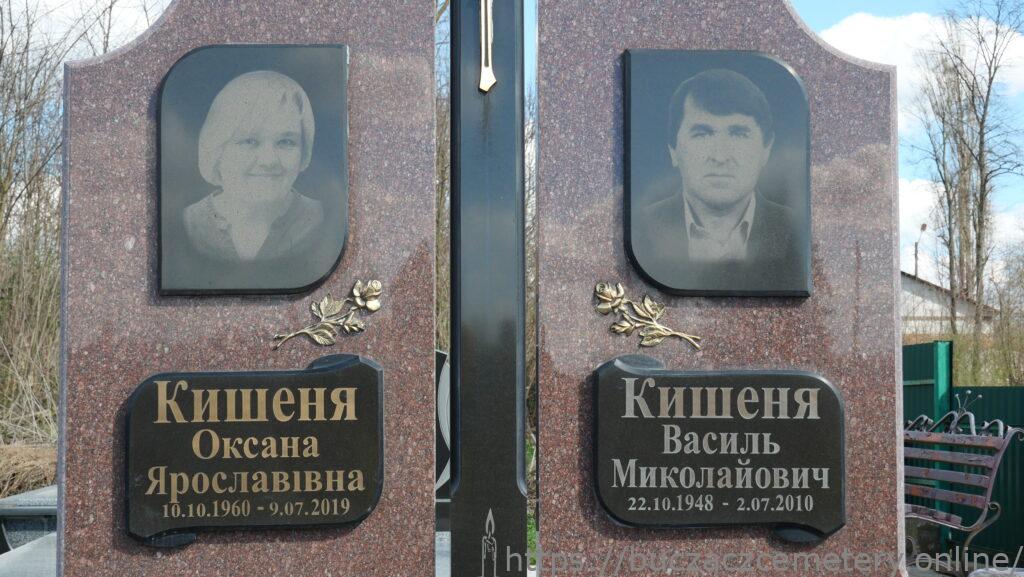 Кишеня
Оксана
Ярославівна
10.10.1960 - 9.07.2019
Кишеня
Василь
Миколайович
22.10.1948 - 2.07.2010
https://buczaczcemetery.online/